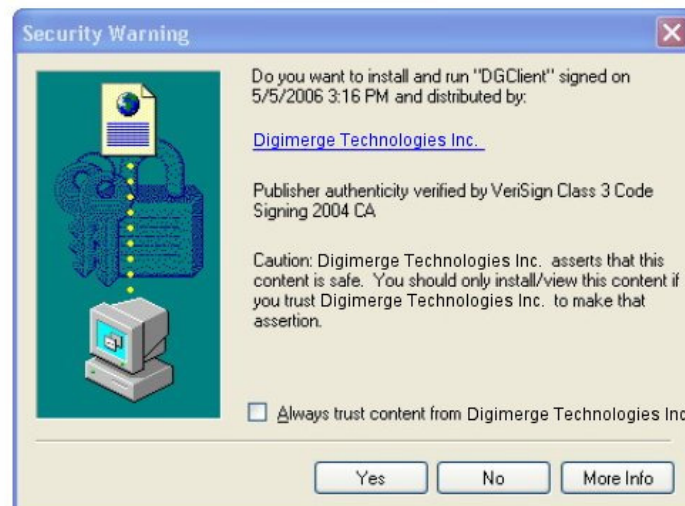 Security Warning
Do you want to install and run "DGClient" signed on
5/5/2006 3:16 PM and distributed by:
Digimerge Technologies Inc.
Publisher authenticity verified by VeriSign Class 3 Code
Signing 2004 CA
Caution: Digimerge Technologies Inc. asserts that this
content is safe. You should only install/view this content if
you trust Digimerge Technologies Inc. to make that
assertion.
Always trust content from Digimerge Technologies Inc
Yes
No
More Info